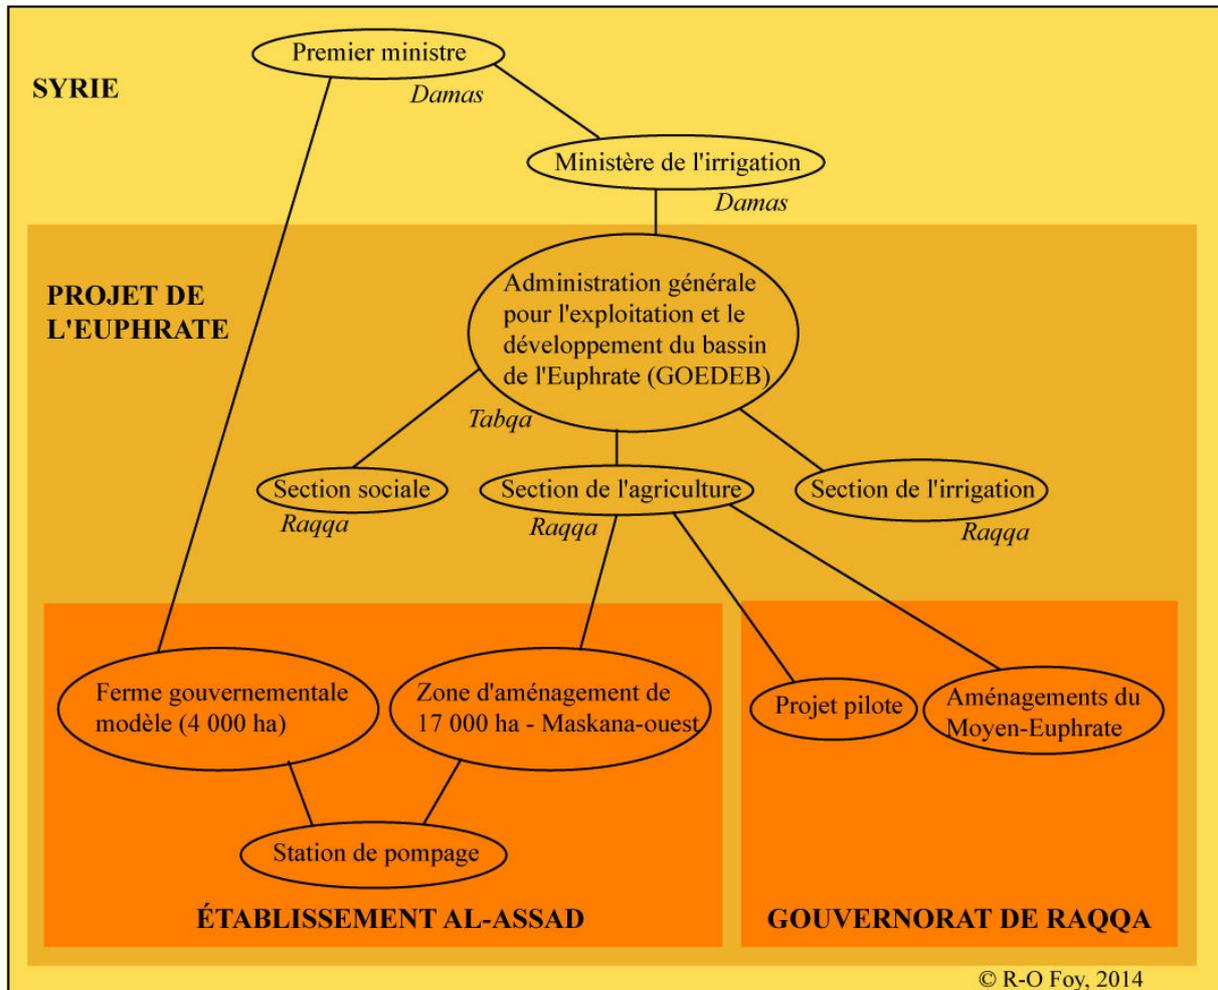 Premier ministre
SYRIE
Damas
Ministère de l'irrigation
Damas
PROJET DE
L'EUPHRATE
Administration générale
pour l'exploitation et le
développement du bassin
de l'Euphrate (GOEDEB)
Tabqa
Section sociale
Raqqa
Section de l'agriculture
Raqqa
Section de l'irrigation
Raqqa
Ferme gouvernementale
modèle (4 000 ha)
Zone d'aménagement de
17 000 ha - Maskana-ouest
Projet pilote
Aménagements du
Moyen-Euphrate
Station de pompage
ÉTABLISSEMENT AL-ASSAD
GOUVERNORAT DE RAQQA
© R-O Foy, 2014